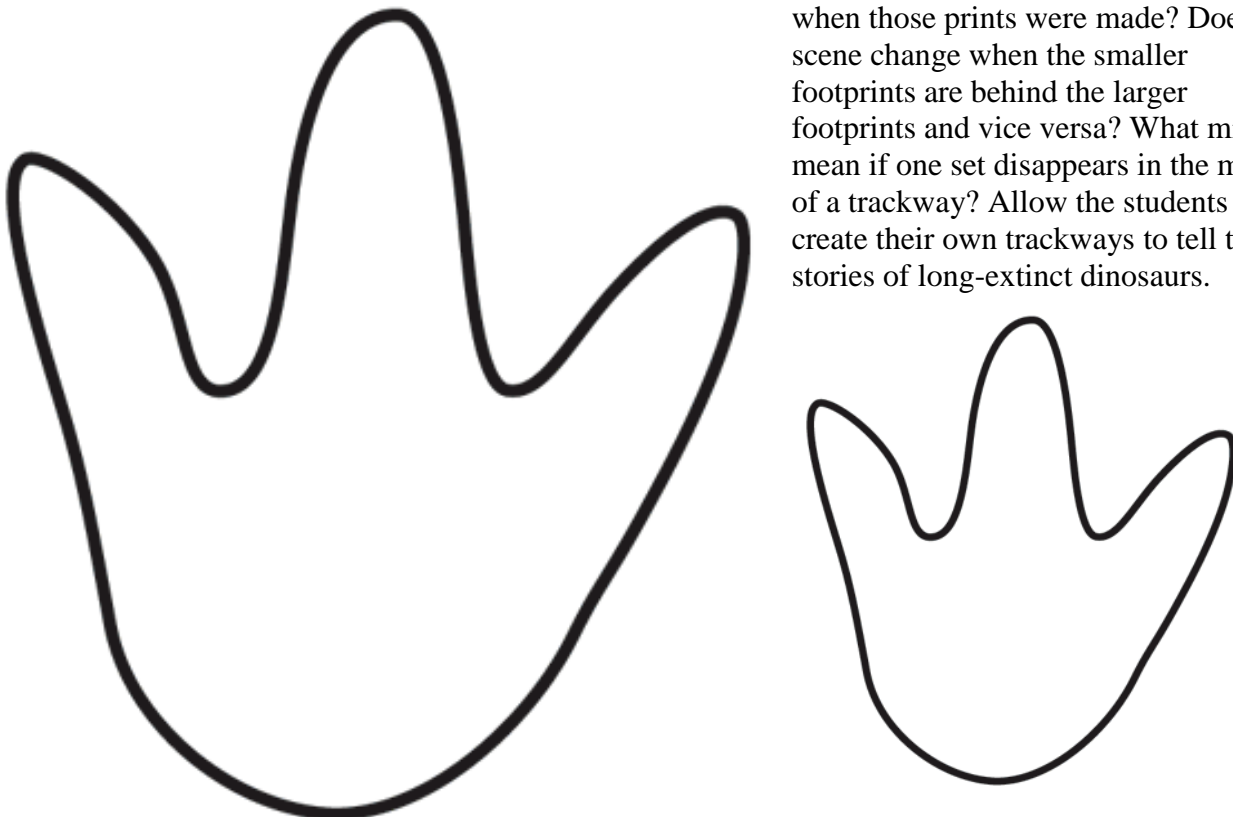 when those prints were made? Doe
scene change when the smaller
footprints are behind the larger
footprints and vice versa? What m
mean if one set disappears in the m
of a trackway? Allow the students
create their own trackways to tell t
stories of long-extinct dinosaurs.